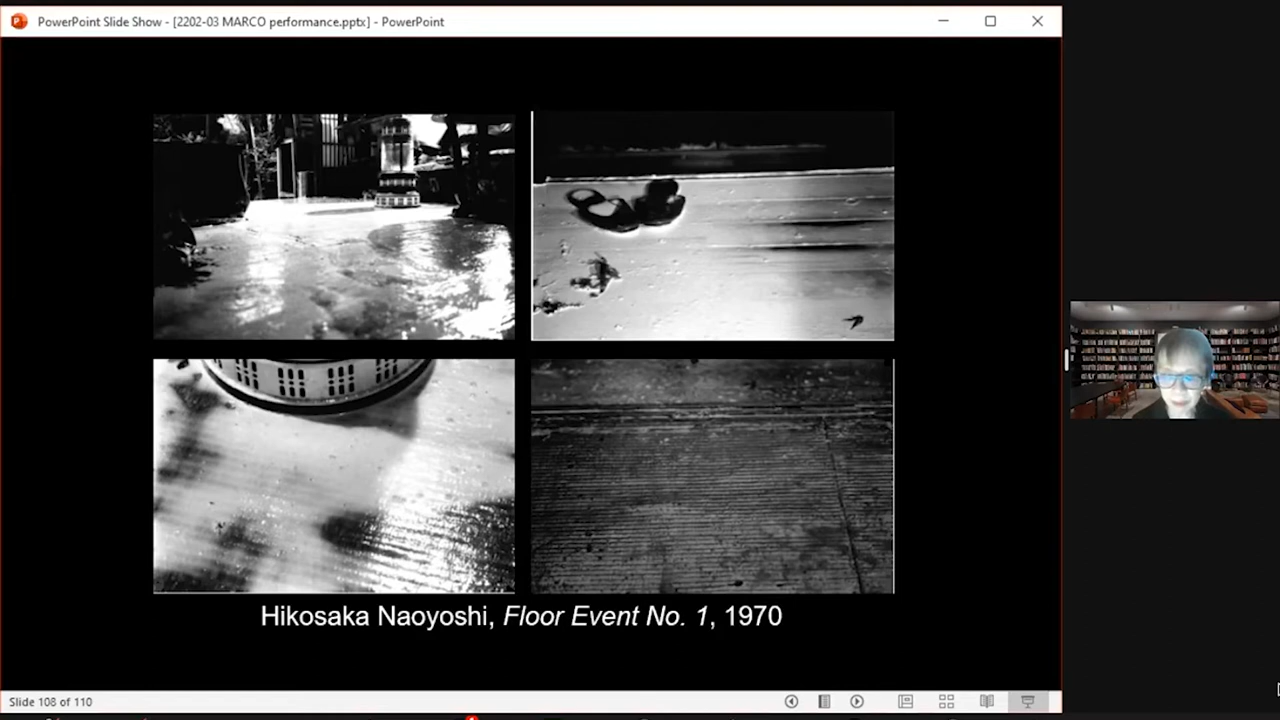 PowerPoint Slide Show - [2202-03 MARCO performance.pptx] - PowerPoint
Hikosaka Naoyoshi, Floor Event No. 1, 1970
Slide 108 of 110